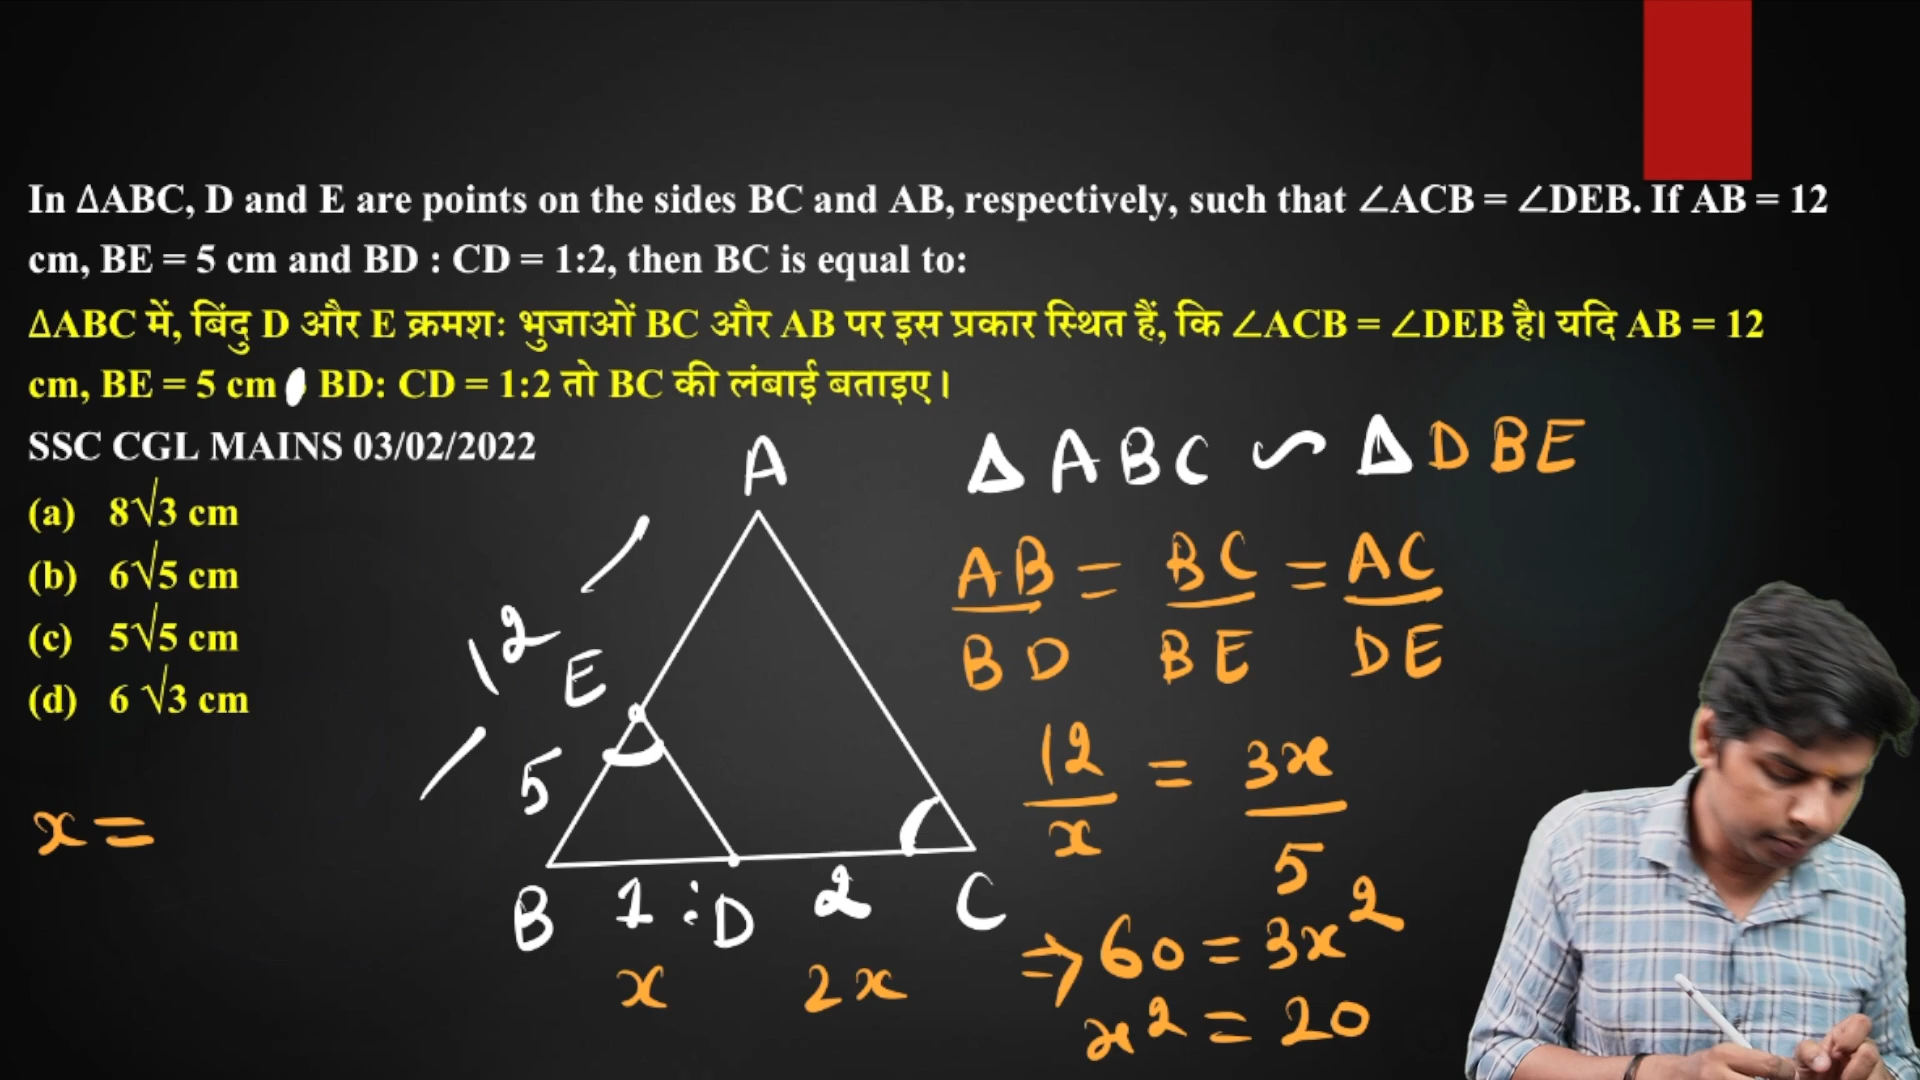 In ΔABC, D and E are points on the sides BC and AB, respectively, such that ∠ACB = ∠DEB. If AB = 12
cm, BE = 5 cm and BD : CD = 1:2, then BC is equal to:
ΔABC में, बिंदु D और E क्रमश: भुजाओं BC और AB पर इस प्रकार स्थित हैं, कि ∠ACB = ∠DEB है। यदि AB = 12
cm, BE = 5 cm BD: CD = 1:2 तो BC की लंबाई बताइए।
SSC CGL MAINS 03/02/2022
(a) 8√3 cm
(b) 6√5 cm
(c) 5√5 cm
(d) 6 √3 cm
x =
A
12
E
5
B 1 : D 2 C
x 2x
Δ ABC ∽ Δ DBE
AB/BD = BC/BE = AC/DE
12/x = 3x/5
⇒ 60 = 3x²
x² = 20